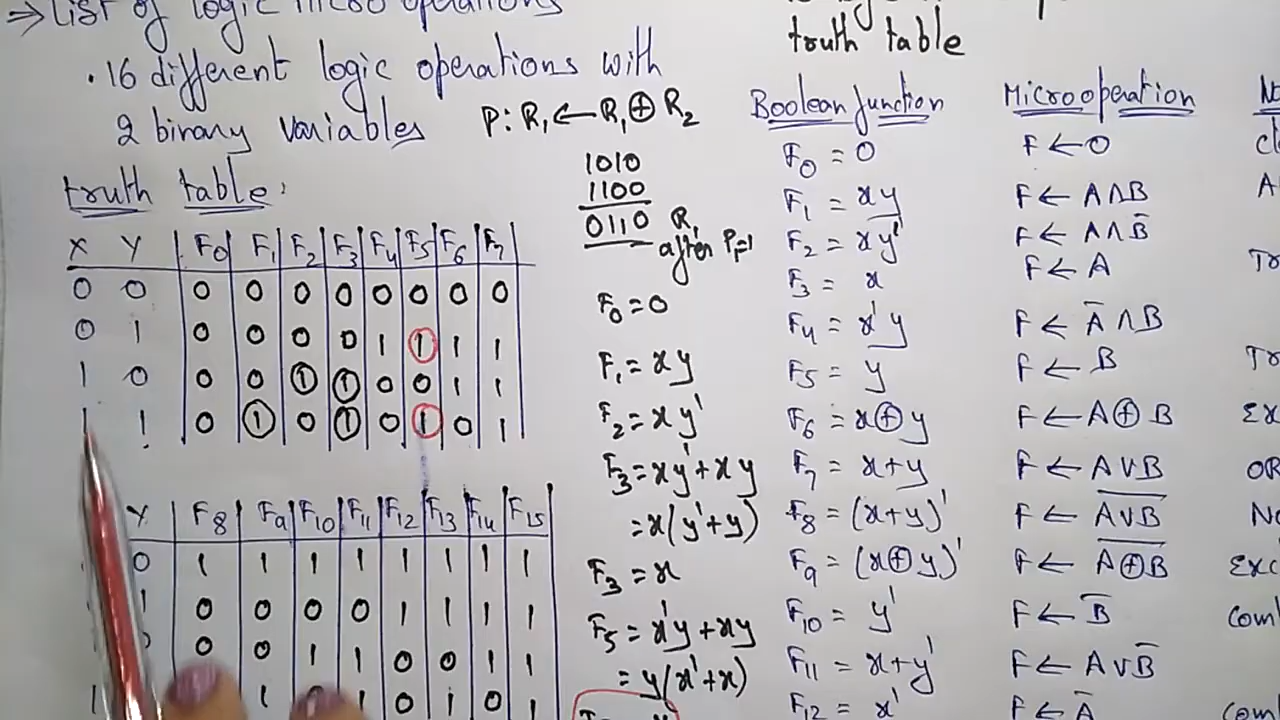 ⇒ List of logic micro operations
• 16 different logic operations with
2 binary variables
P: R₁ ← R₁ ⊕ R₂
1010
1100
0110 R₁
after P=1
truth table:
X Y F₀ F₁ F₂ F₃ F₄ F₅ F₆ F₇
0 0 0 0 0 0 0 0 0 0
0 1 0 0 0 0 1 1 1 1
1 0 0 0 1 1 0 0 1 1
1 1 0 1 0 1 0 1 0 1
Y F₈ F₉ F₁₀ F₁₁ F₁₂ F₁₃ F₁₄ F₁₅
0 1 1 1 1 1 1 1 1
1 0 0 0 0 1 1 1 1
0 0 1 1 0 0 1 1
1 1 0 1 0 1 0
F₀ = 0
F₁ = xy
F₂ = xy'
F₃ = xy' + xy
= x(y' + y)
F₃ = x
F₅ = x'y + xy
= y(x' + x)
truth table
Boolean function Microoperation
F₀ = 0 F ← 0
F₁ = xy F ← A∧B
F₂ = xy' F ← A∧B̅
F₃ = x F ← A
F₄ = x'y F ← A̅∧B
F₅ = y F ← B
F₆ = x⊕y F ← A⊕B
F₇ = x+y F ← A∨B OR
F₈ = (x+y)' F ← A̅∨̅B̅
F₉ = (x⊕y)' F ← A̅⊕̅B̅
F₁₀ = y' F ← B̅
F₁₁ = x+y' F ← A∨B̅
F₁₂ = x' F ← A̅